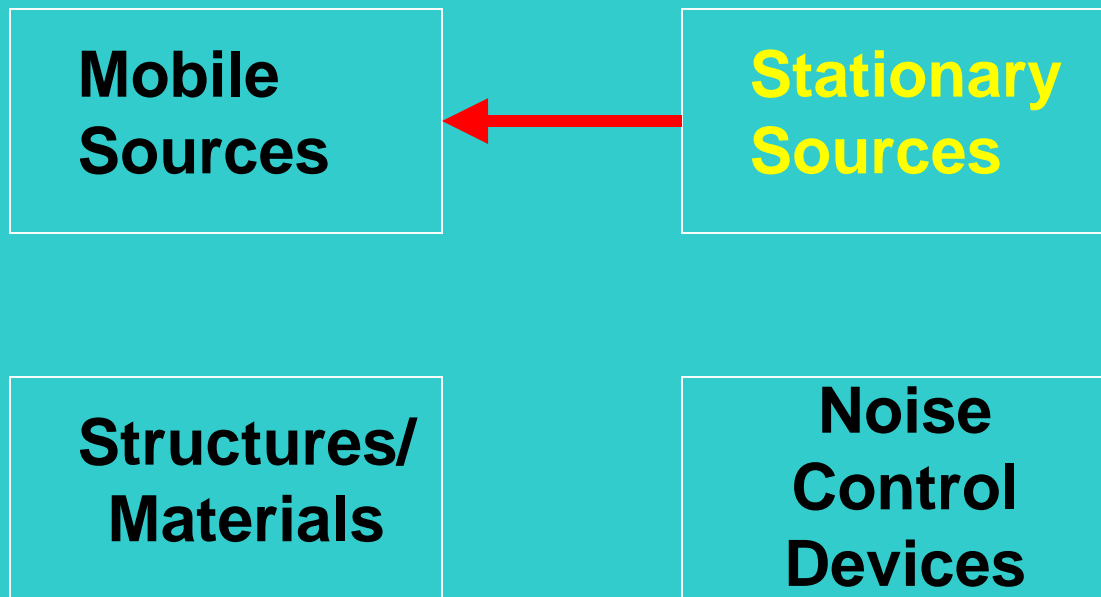 Mobile
Sources
Stationary
Sources
Structures/
Materials
Noise
Control
Devices